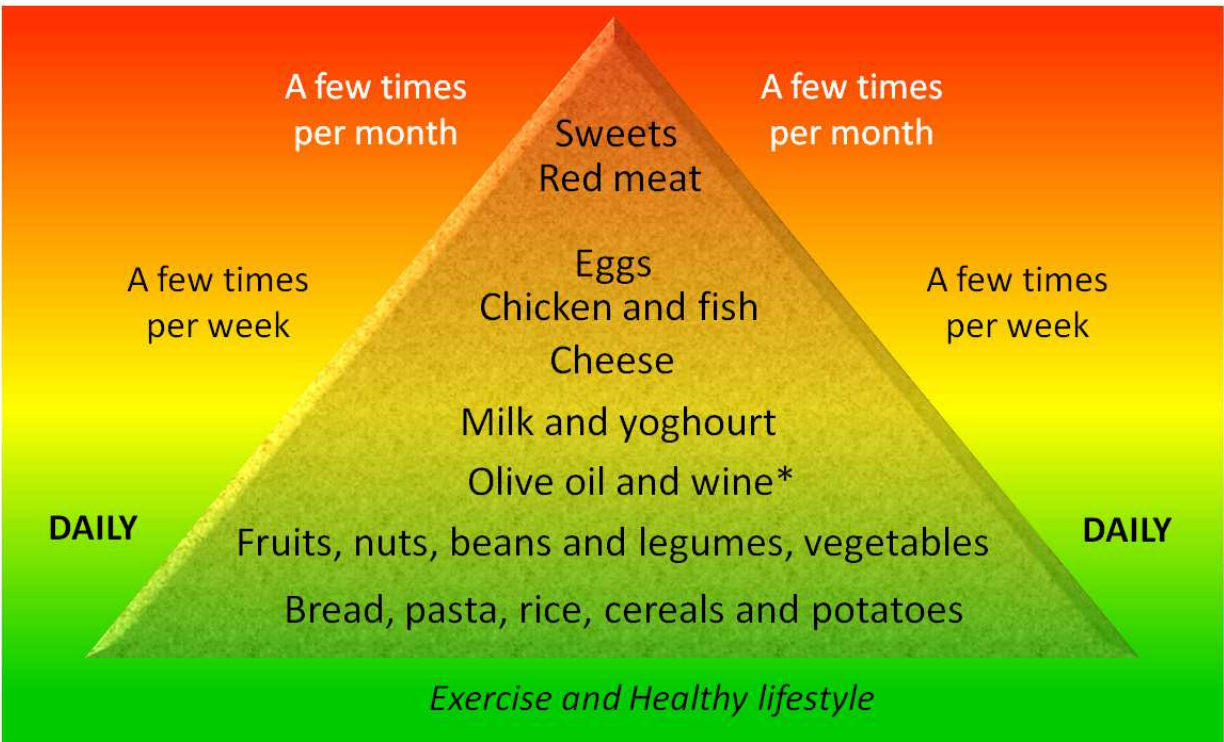 A few times
per month
A few times
per month
Sweets
Red meat
Eggs
Chicken and fish
Cheese
A few times
per week
A few times
per week
Milk and yoghourt
Olive oil and wine*
DAILY
DAILY
Fruits, nuts, beans and legumes, vegetables
Bread, pasta, rice, cereals and potatoes
Exercise and Healthy lifestyle